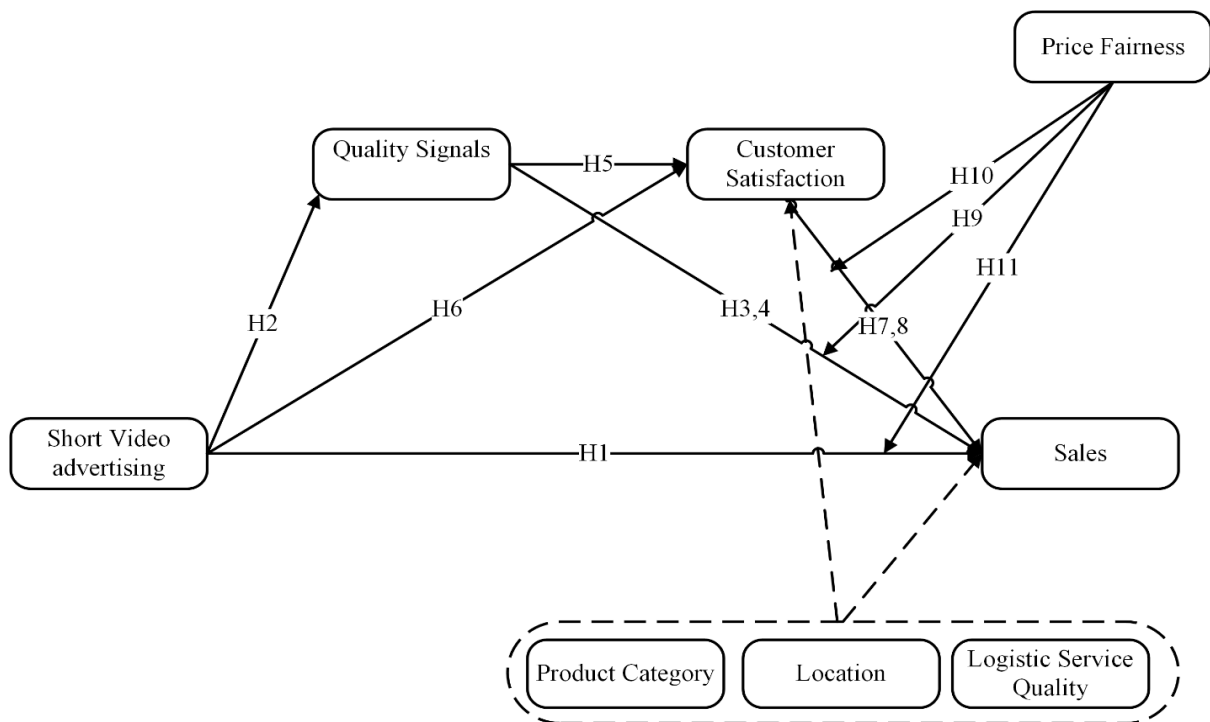 Price Fairness
Quality Signals
Customer
Satisfaction
H5
H10
H9
H11
H2
H6
H3,4
H7,8
Short Video
advertising
H1
Sales
Product Category
Location
Logistic Service
Quality